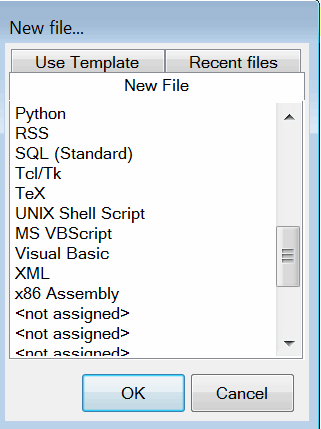 New file...
Use Template
Recent files
New File
Python
RSS
SQL (Standard)
Tcl/Tk
TeX
UNIX Shell Script
MS VBScript
Visual Basic
XML
x86 Assembly
<not assigned>
<not assigned>
<not assigned>
OK
Cancel